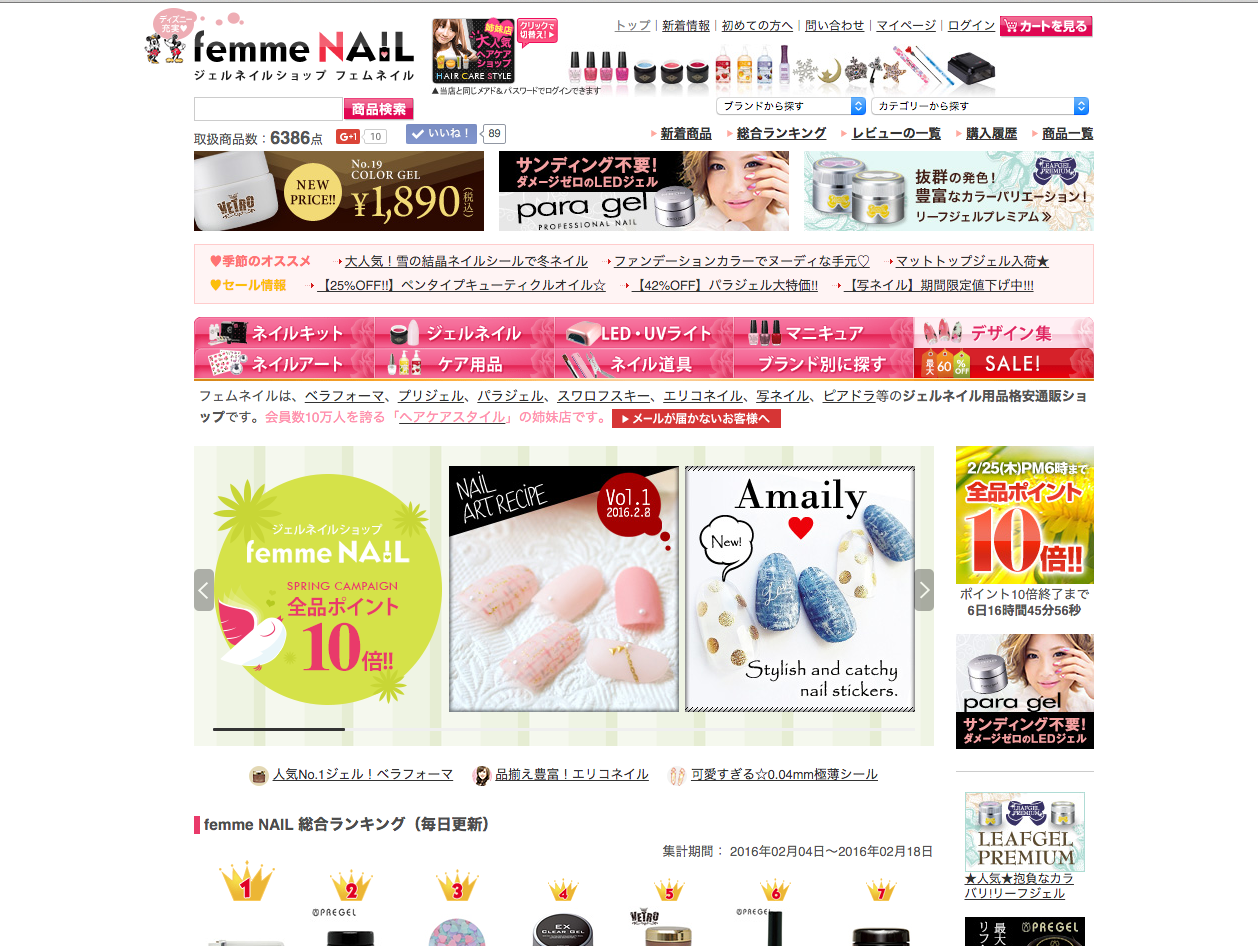 ディズニー
充実♥
femme NAIL
ジェルネイルショップ フェムネイル
姉妹店
大人気
ヘアケア
ショップ
HAIR CARE STYLE
クリックで
切替え!
▲当店と同じメアド&パスワードでログインできます
トップ | 新着情報 | 初めての方へ | 問い合わせ | マイページ | ログイン
カートを見る
商品検索
ブランドから探す
カテゴリーから探す
取扱商品数：6386点
G+1
10
いいね！
89
新着商品
総合ランキング
レビューの一覧
購入履歴
商品一覧
VETRO
NEW
PRICE!!
No.19
COLOR GEL
¥1,890(税込)
サンディング不要!
ダメージゼロのLEDジェル
para gel
PROFESSIONAL NAIL
LEAFGEL
PREMIUM
抜群の発色！
豊富なカラーバリエーション！
リーフジェルプレミアム
♥季節のオススメ
大人気！雪の結晶ネイルシールで冬ネイル
ファンデーションカラーでヌーディな手元♡
マットトップジェル入荷★
♥セール情報
【25%OFF!!】ペンタイプキューティクルオイル☆
【42%OFF】パラジェル大特価!!
【写ネイル】期間限定値下げ中!!!
ネイルキット
ジェルネイル
LED・UVライト
マニキュア
デザイン集
ネイルアート
ケア用品
ネイル道具
ブランド別に探す
最大60%OFF
SALE!
フェムネイルは、ベラフォーマ、プリジェル、パラジェル、スワロフスキー、エリコネイル、写ネイル、ピアドラ等のジェルネイル用品格安通販ショ
ップです。会員数10万人を誇る「ヘアケアスタイル」の姉妹店です。
メールが届かないお客様へ
ジェルネイルショップ
femme NAIL
SPRING CAMPAIGN
全品ポイント
10倍!!
NAIL
ART RECIPE
Vol.1
2016.2.8
Amaily
New!
Stylish and catchy
nail stickers.
2/25(木)PM6時まで
全品ポイント
10倍!!
ポイント10倍終了まで
6日16時間45分56秒
para gel
サンディング不要!
ダメージゼロのLEDジェル
人気No.1ジェル！ベラフォーマ
品揃え豊富！エリコネイル
可愛すぎる☆0.04mm極薄シール
femme NAIL 総合ランキング（毎日更新）
集計期間： 2016年02月04日～2016年02月18日
1
2
3
4
5
6
7
PREGEL
EX
CLEAR GEL
VETRO
PREGEL
LEAFGEL
PREMIUM
LEAFGEL
PREMIUM
★人気★抱負なカラ
バリ!リーフジェル
PREGEL